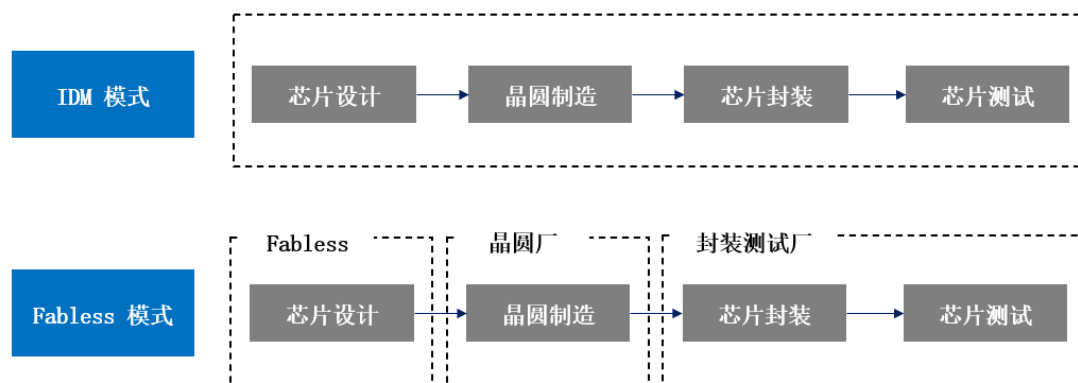 IDM 模式
芯片设计
晶圆制造
芯片封装
芯片测试
Fabless
晶圆厂
封装测试厂
Fabless 模式
芯片设计
晶圆制造
芯片封装
芯片测试